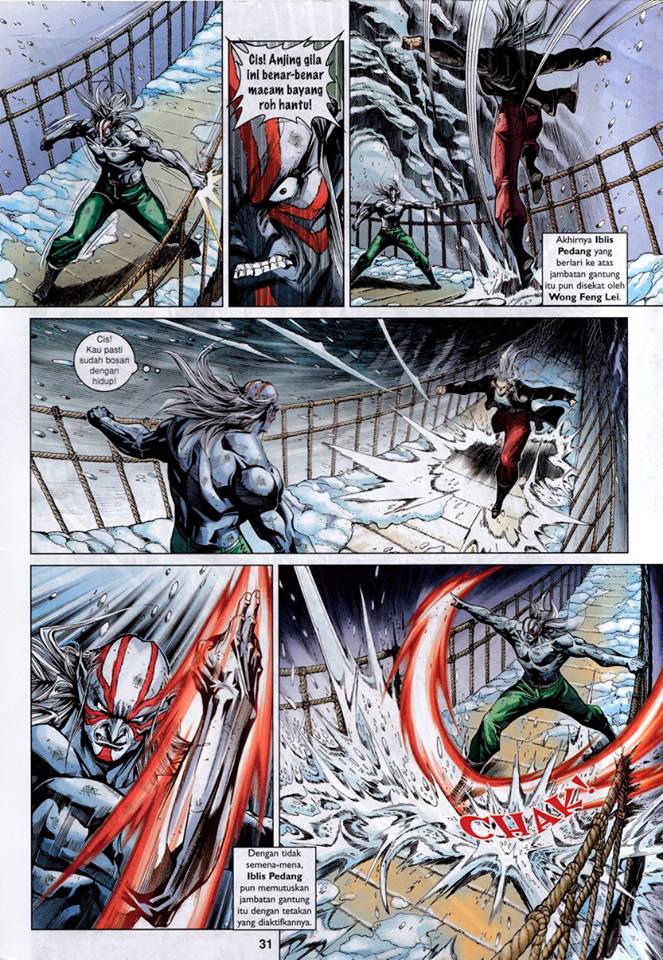 Cis! Anjing gila
ini benar-benar
macam bayang
roh hantu!
Akhirnya Iblis
Pedang yang
berlari ke atas
jambatan gantung
itu pun disekat oleh
Wong Feng Lei.
Cis!
Kau pasti
sudah bosan
dengan
hidup!
CHAK!
Dengan tidak
semena-mena,
Iblis Pedang
pun memutuskan
jambatan gantung
itu dengan tetakan
yang diaktifkannya.
31